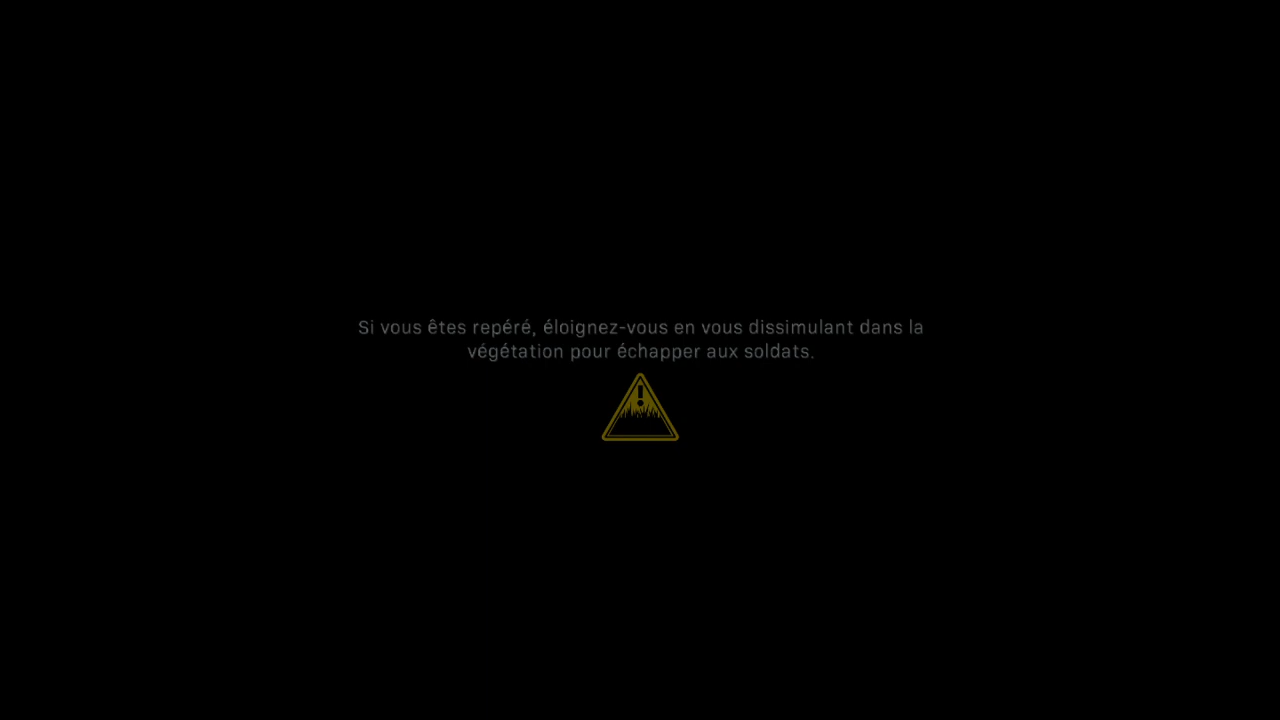 Si vous êtes repéré, éloignez-vous en vous dissimulant dans la
végétation pour échapper aux soldats.